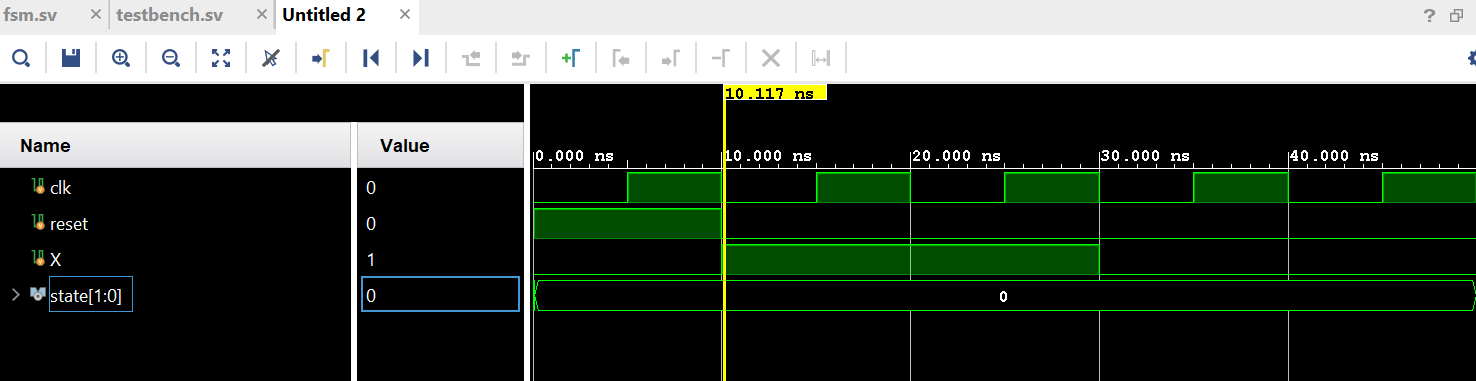 fsm.sv testbench.sv Untitled 2
?
10.117 ns
Name Value
0.000 ns 10.000 ns 20.000 ns 30.000 ns 40.000 ns
clk 0
reset 0
X 1
state[1:0] 0 0